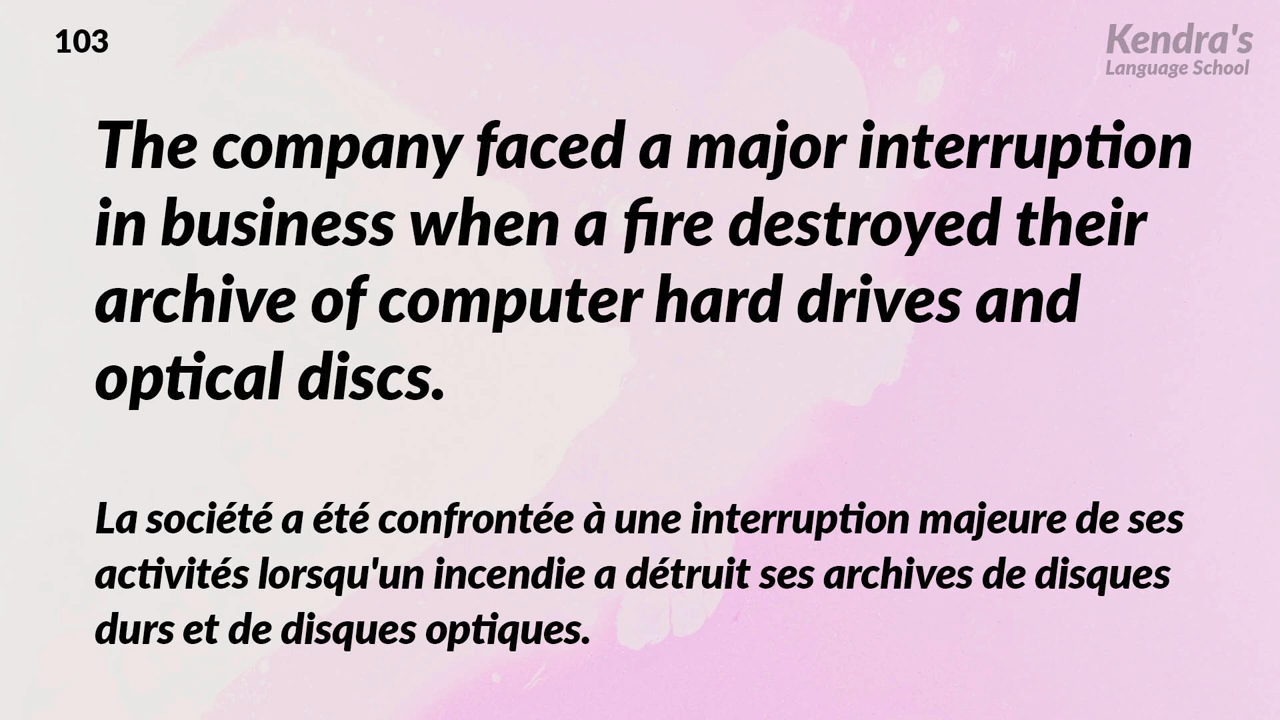 103
Kendra's
Language School
The company faced a major interruption
in business when a fire destroyed their
archive of computer hard drives and
optical discs.
La société a été confrontée à une interruption majeure de ses
activités lorsqu'un incendie a détruit ses archives de disques
durs et de disques optiques.